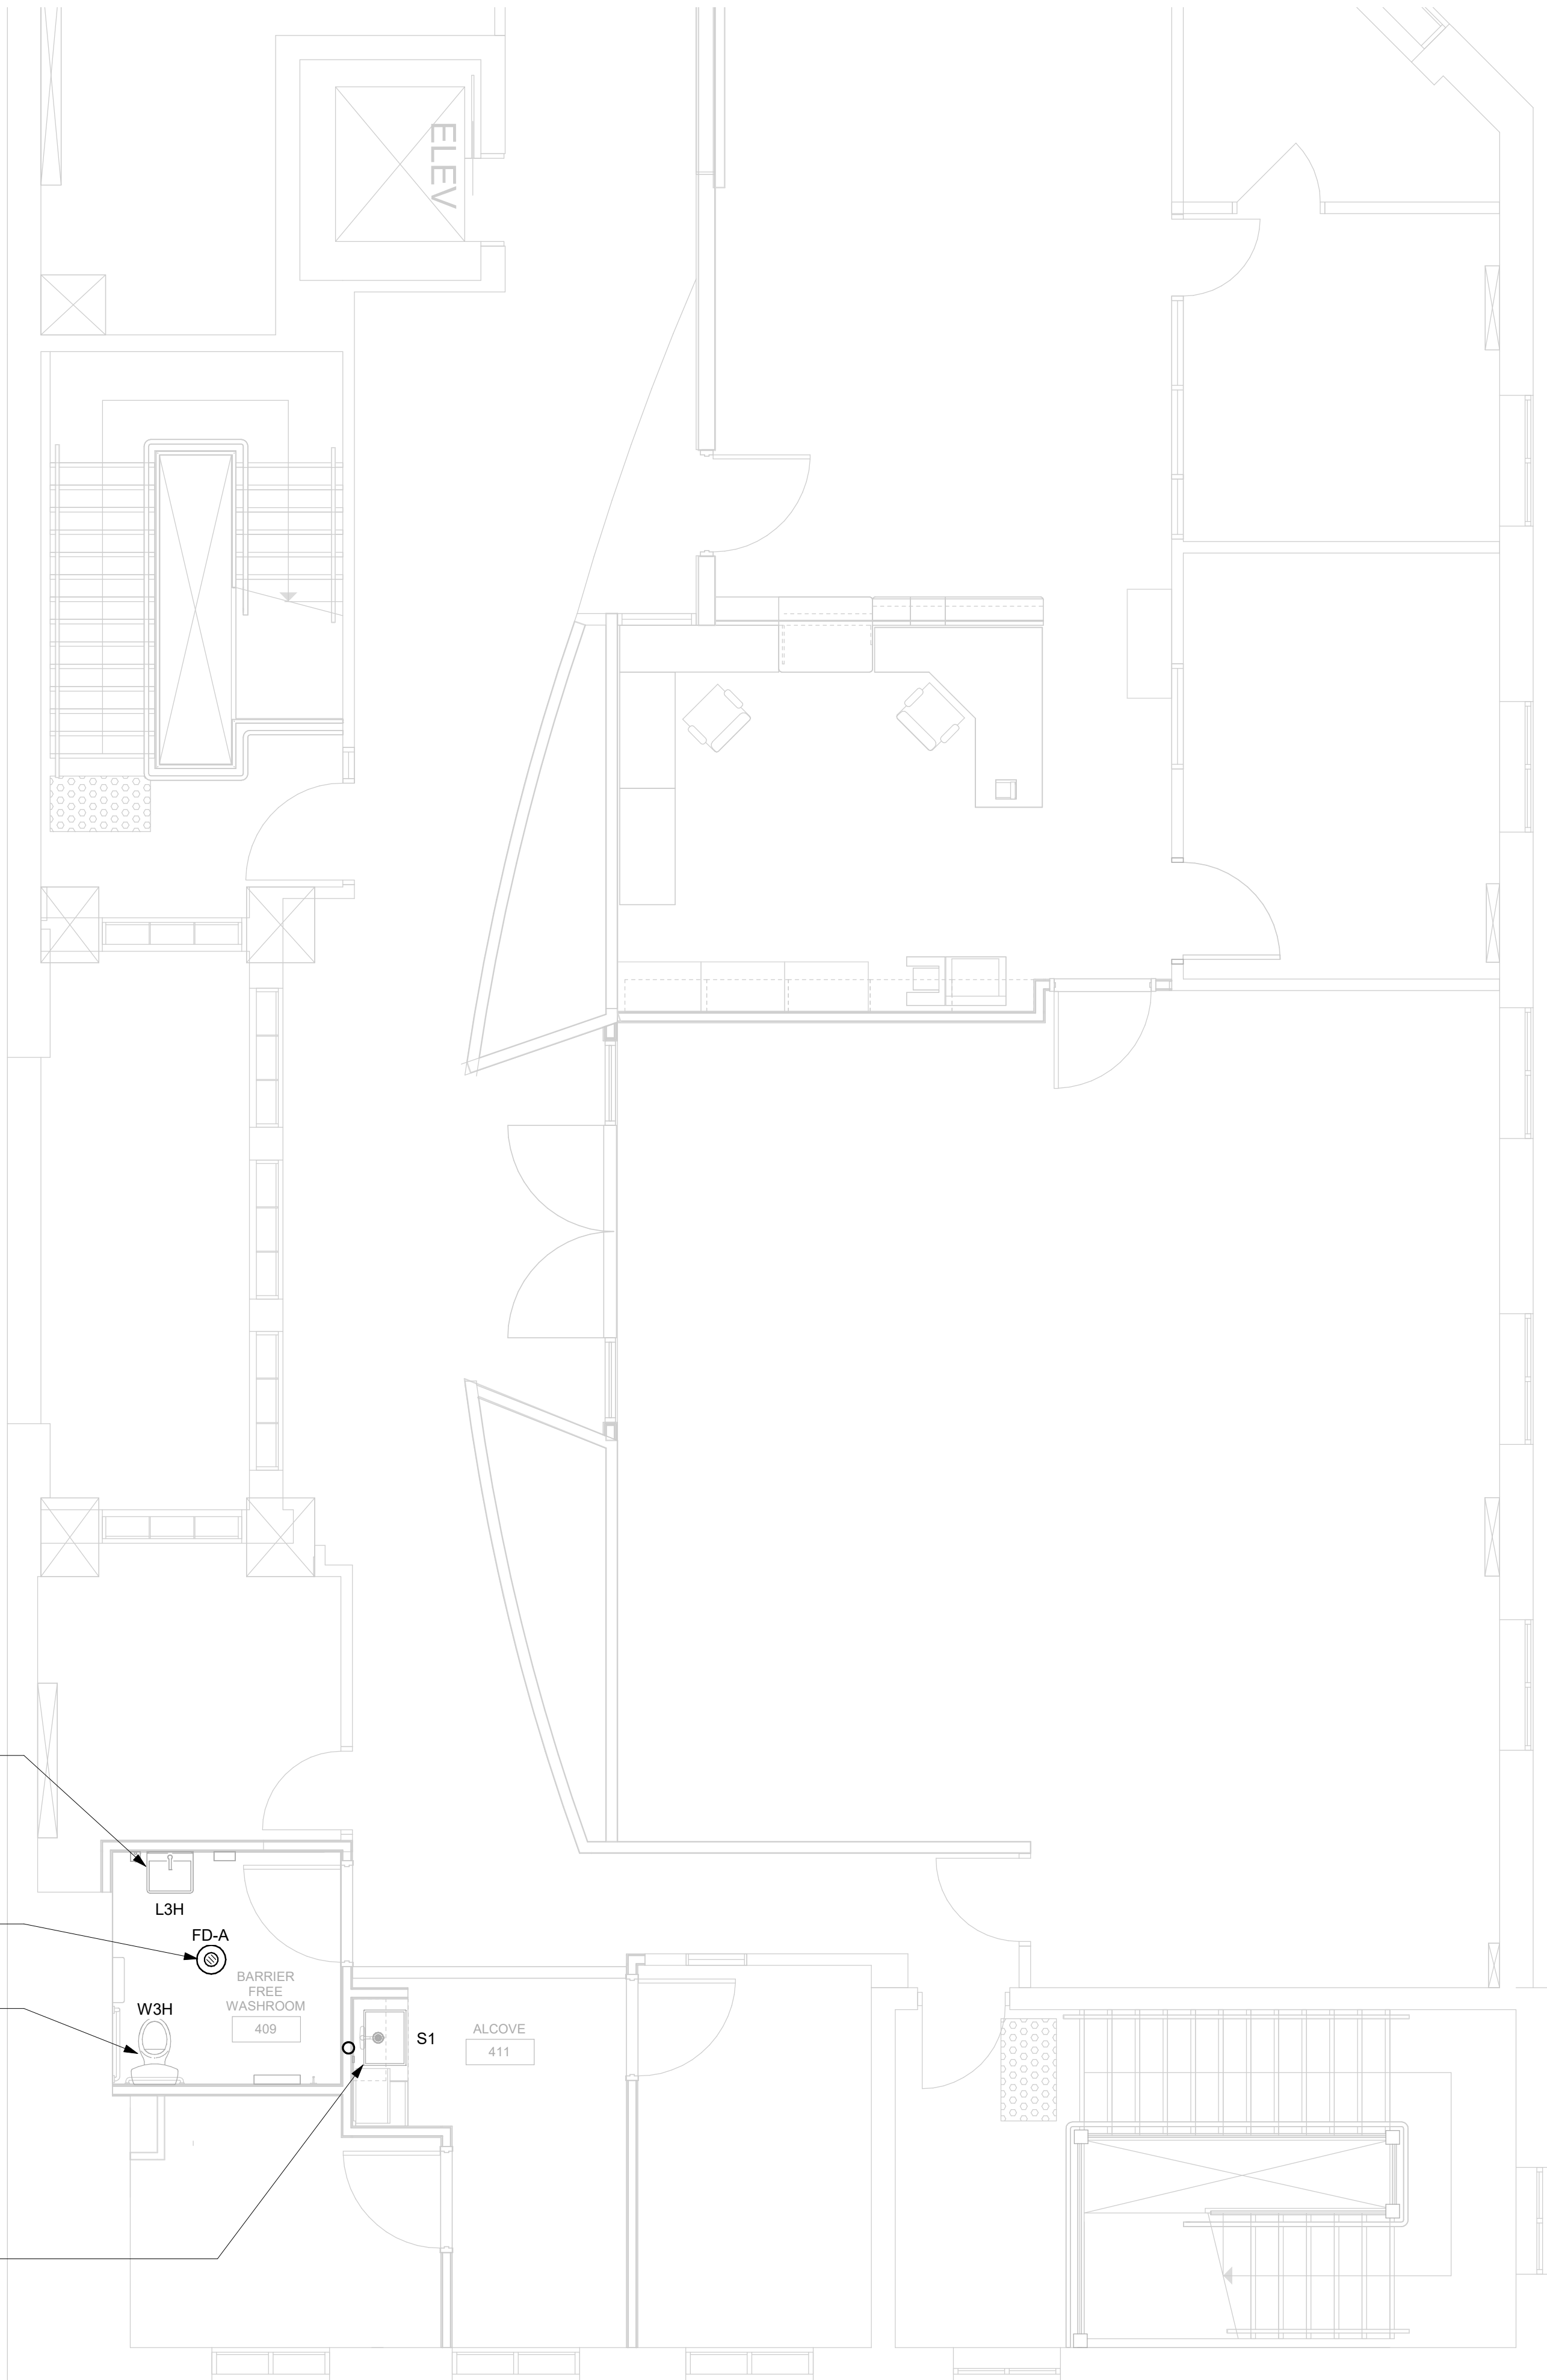 ELEV
L3H
FD-A
BARRIER
FREE
WASHROOM
409
W3H
S1
ALCOVE
411